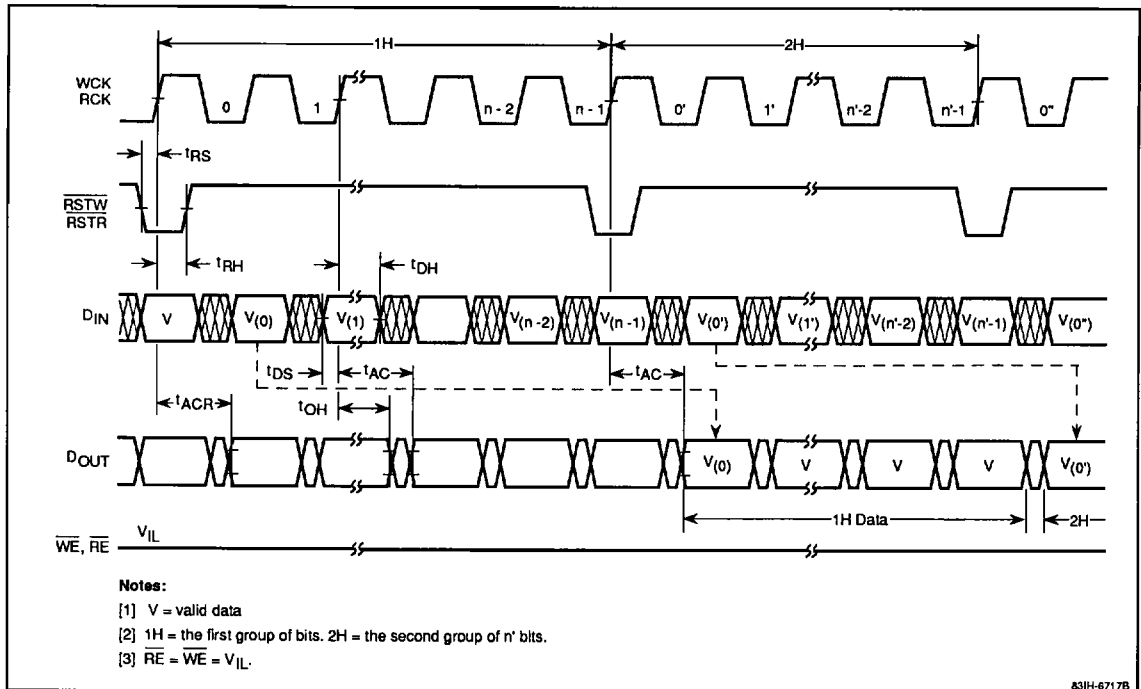 1H 2H
WCK
RCK
0 1 n-2 n-1 0' 1' n'-2 n'-1 0"
tRS
RSTW
RSTR
tRH tDH
DIN V V(0) V(1) V(n-2) V(n-1) V(0') V(1') V(n'-2) V(n'-1) V(0")
tDS tAC tAC
tACR tOH
DOUT V(0) V V V V(0')
1H Data 2H
VIL
WE, RE
Notes:
[1] V = valid data
[2] 1H = the first group of bits. 2H = the second group of n' bits.
[3] RE = WE = VIL.
83IH-6717B